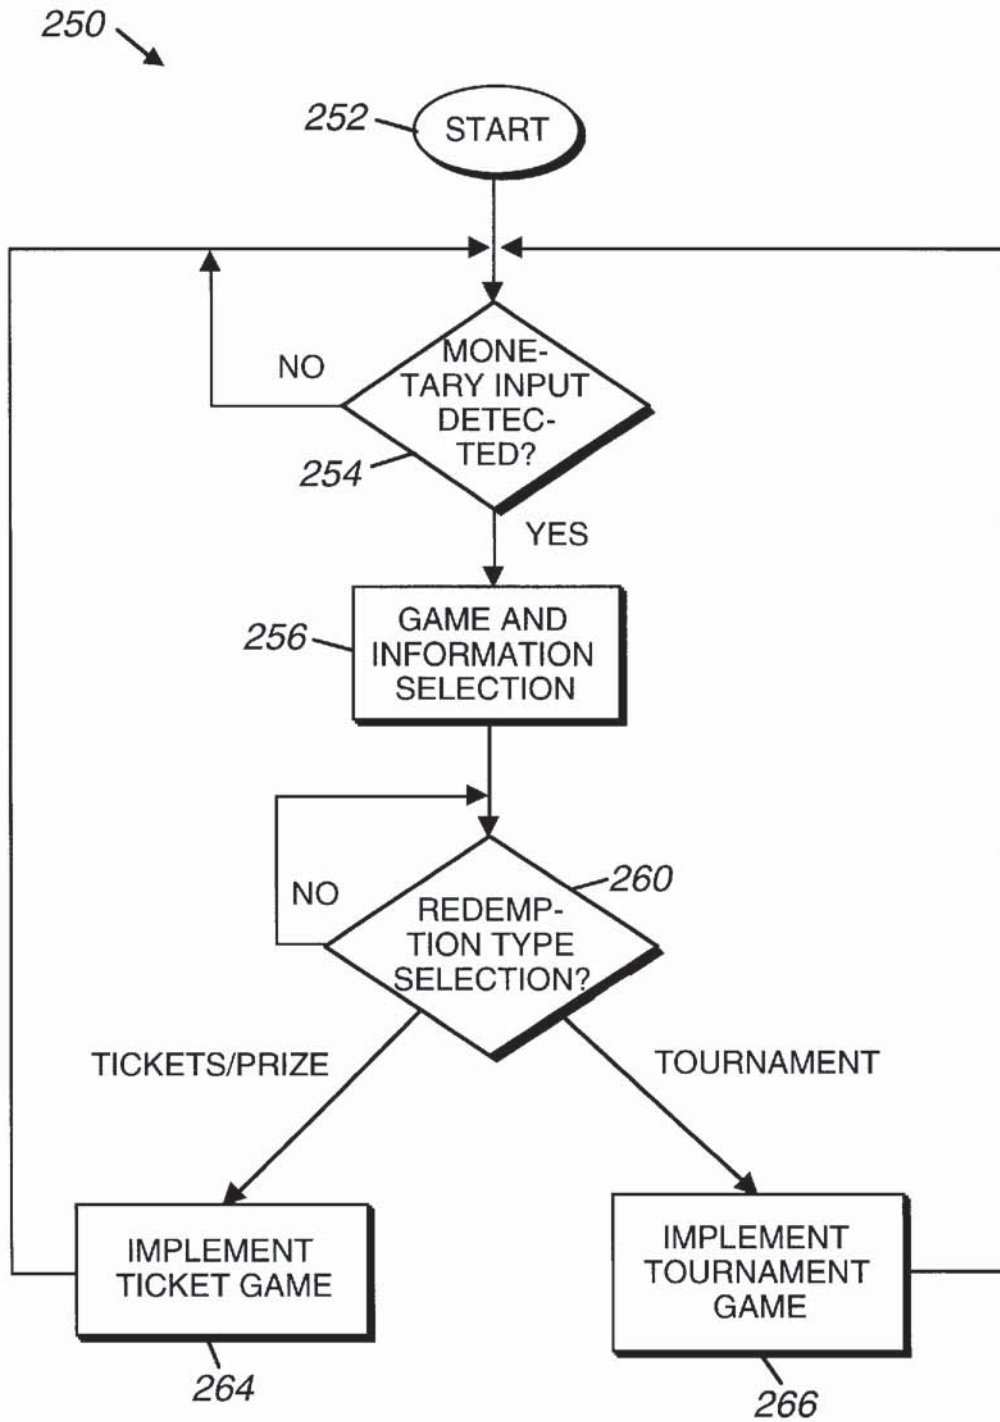 250
252
START
NO
MONE-
TARY INPUT
DETEC-
TED?
254
YES
256
GAME AND
INFORMATION
SELECTION
260
NO
REDEMP-
TION TYPE
SELECTION?
TICKETS/PRIZE
TOURNAMENT
IMPLEMENT
TICKET GAME
264
IMPLEMENT
TOURNAMENT
GAME
266